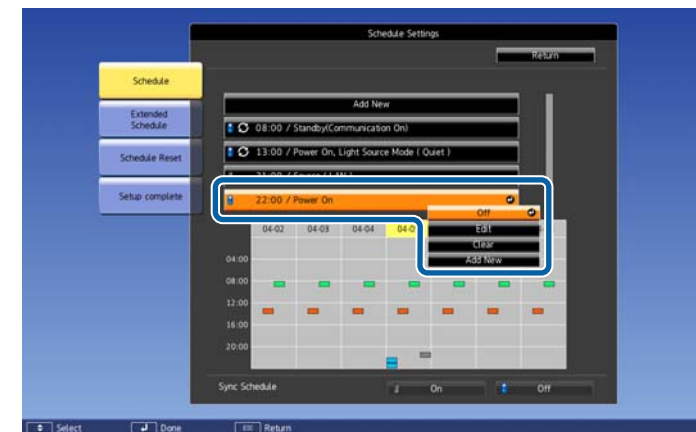 Schedule Settings
Return
Schedule
Extended
Schedule
Schedule Reset
Setup complete
Add New
08:00 / Standby(Communication On)
13:00 / Power On, Light Source Mode ( Quiet )
22:00 / Power On
Off
Edit
Clear
Add New
04-02 04-03 04-04
04:00
08:00
12:00
16:00
20:00
Sync Schedule On Off
Select Done Return